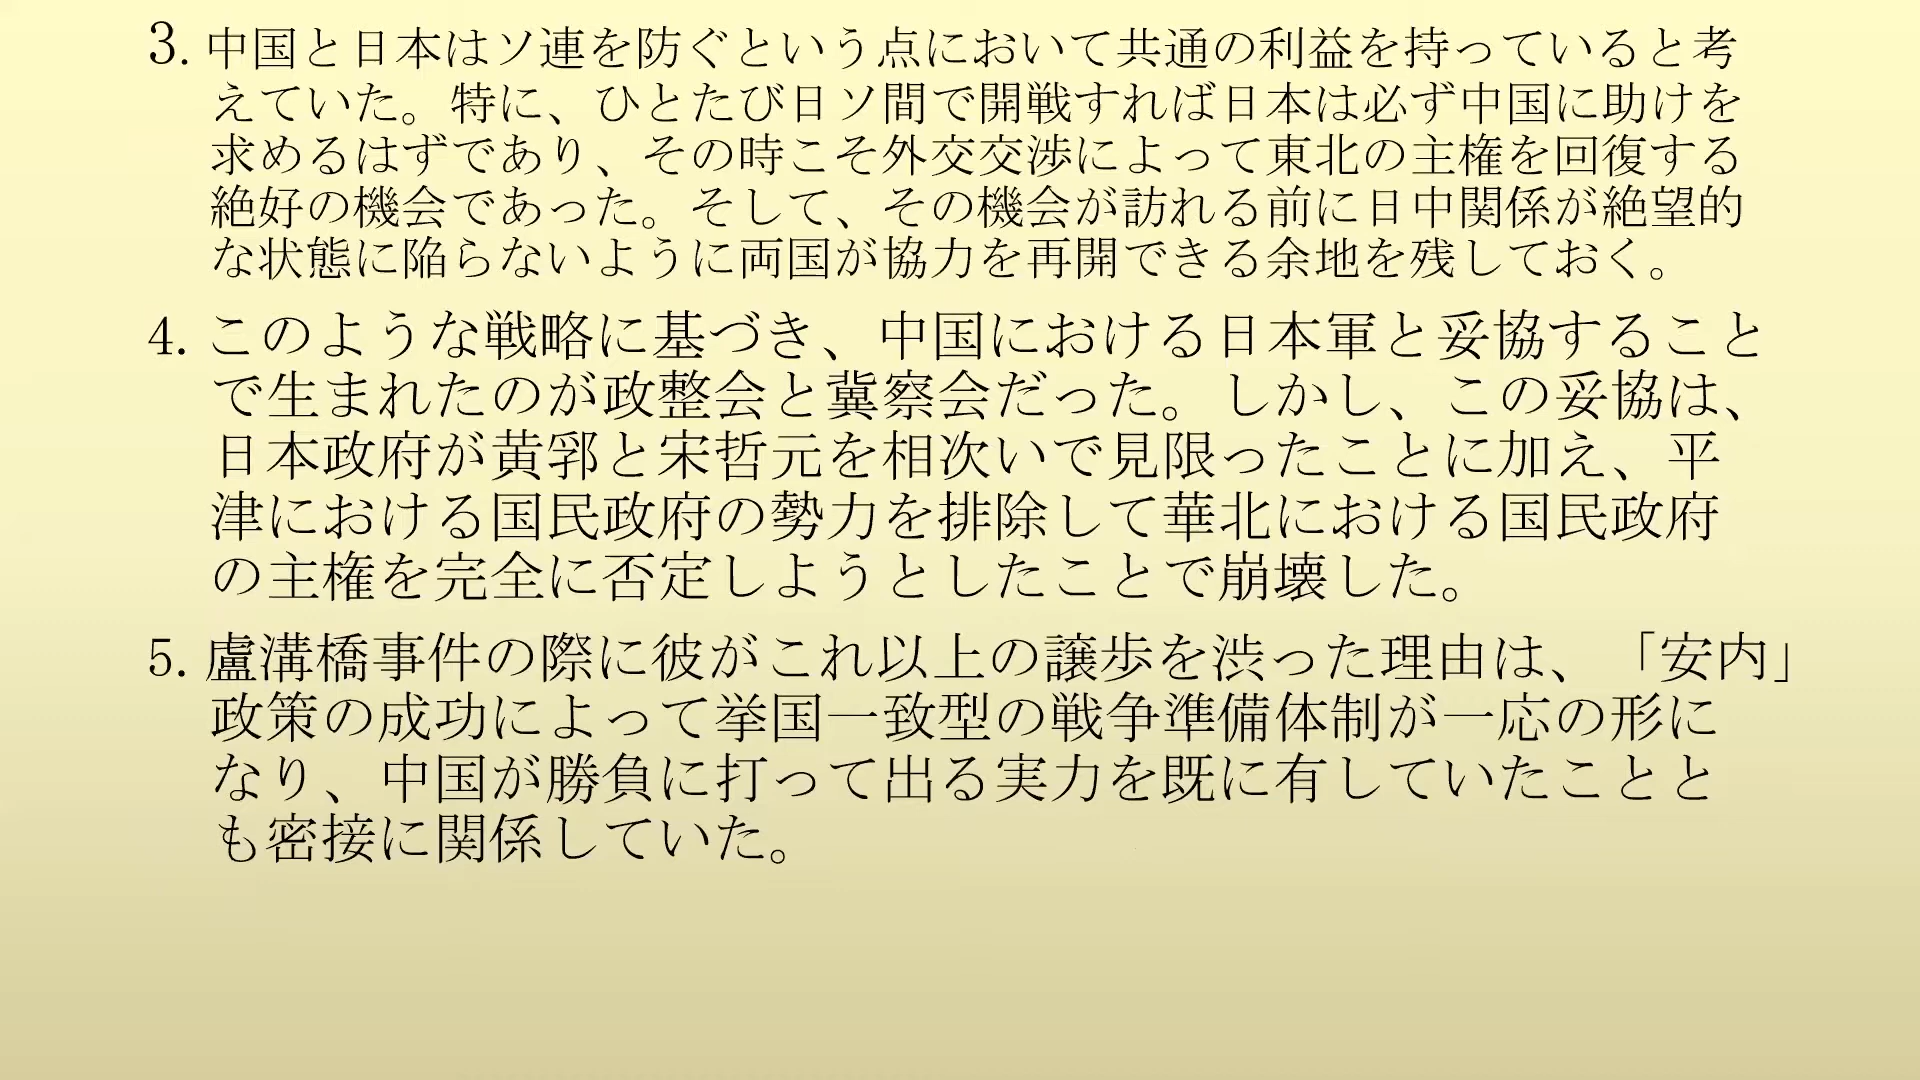 3. 中国と日本はソ連を防ぐという点において共通の利益を持っていると考
えていた。特に、ひとたび日ソ間で開戦すれば日本は必ず中国に助けを
求めるはずであり、その時こそ外交交渉によって東北の主権を回復する
絶好の機会であった。そして、その機会が訪れる前に日中関係が絶望的
な状態に陥らないように両国が協力を再開できる余地を残しておく。
4. このような戦略に基づき、中国における日本軍と妥協すること
で生まれたのが政整会と冀察会だった。しかし、この妥協は、
日本政府が黄郛と宋哲元を相次いで見限ったことに加え、平
津における国民政府の勢力を排除して華北における国民政府
の主権を完全に否定しようとしたことで崩壊した。
5. 盧溝橋事件の際に彼がこれ以上の譲歩を渋った理由は、「安内」
政策の成功によって挙国一致型の戦争準備体制が一応の形に
なり、中国が勝負に打って出る実力を既に有していたことと
も密接に関係していた。